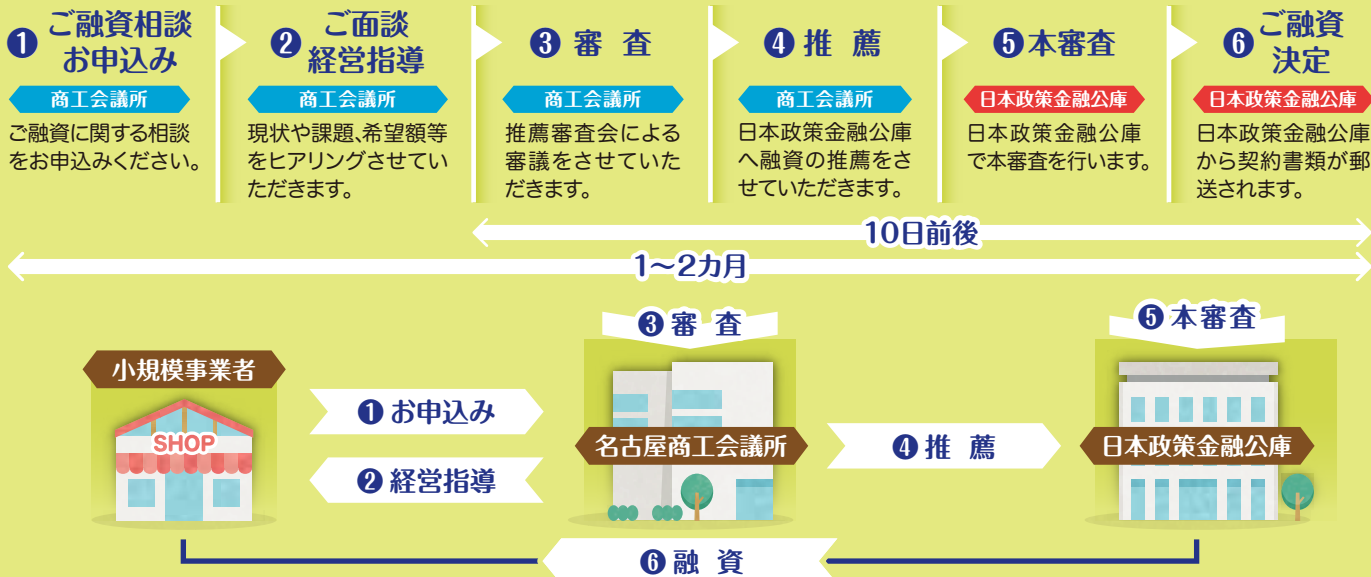 ❶ ご融資相談
お申込み
商工会議所
ご融資に関する相談
をお申込みください。
❷ ご面談
経営指導
商工会議所
現状や課題、希望額等
をヒアリングさせてい
ただきます。
❸ 審 査
商工会議所
推薦審査会による
審議をさせていた
だきます。
❹ 推 薦
商工会議所
日本政策金融公庫
へ融資の推薦をさ
せていただきます。
❺ 本審査
日本政策金融公庫
日本政策金融公庫
で本審査を行います。
❻ ご融資
決定
日本政策金融公庫
日本政策金融公庫
から契約書類が郵
送されます。
10日前後
1～2カ月
小規模事業者
SHOP
❶ お申込み
❷ 経営指導
❸ 審 査
名古屋商工会議所
❹ 推 薦
❺ 本審査
日本政策金融公庫
❻ 融 資